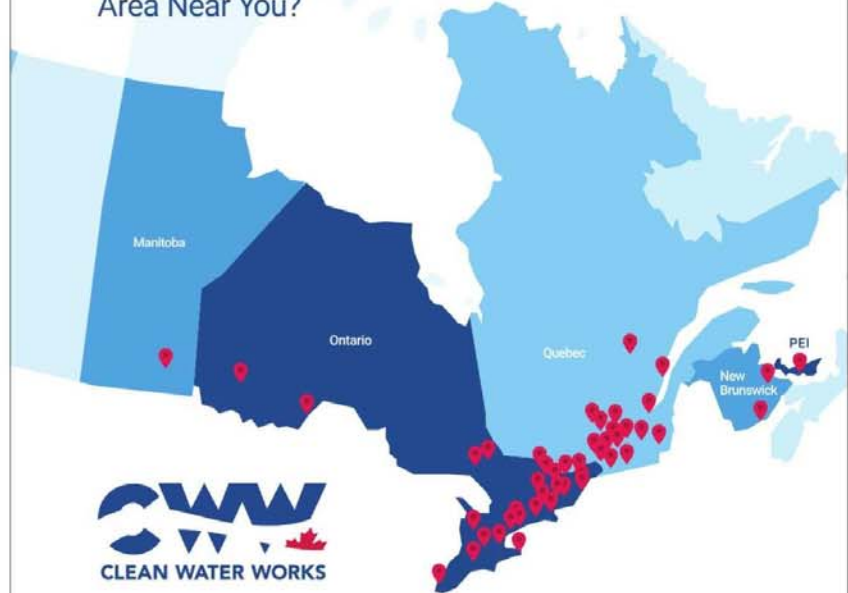 Area Near You?
Manitoba
Ontario
Quebec
PEI
New
Brunswick
CWW
CLEAN WATER WORKS